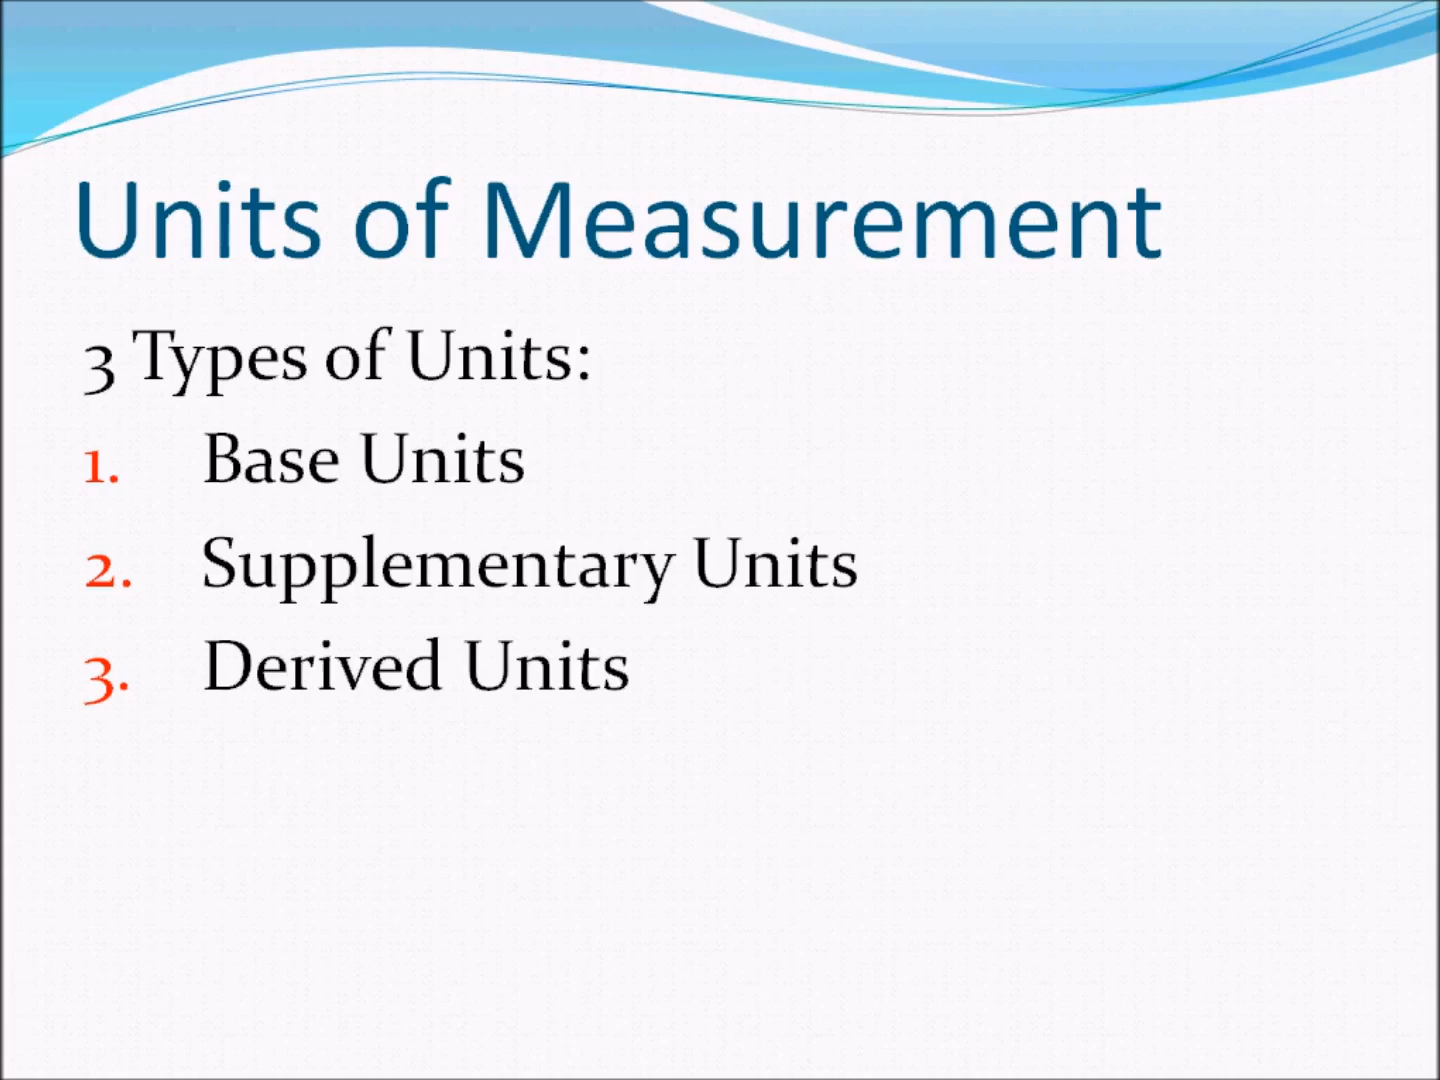 Units of Measurement
3 Types of Units:
1. Base Units
2. Supplementary Units
3. Derived Units